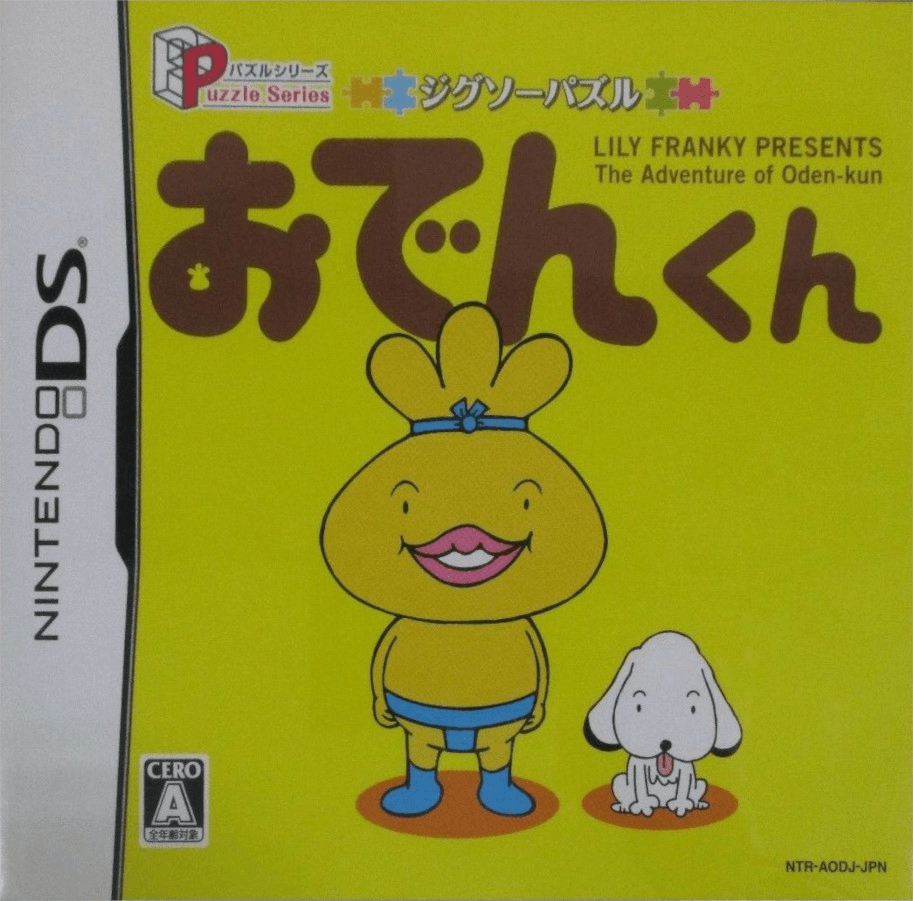 NINTENDO DS®
パズルシリーズ
Puzzle Series
ジグソーパズル
LILY FRANKY PRESENTS
The Adventure of Oden-kun
おでんくん
CERO
A
全年齢対象
NTR-AODJ-JPN